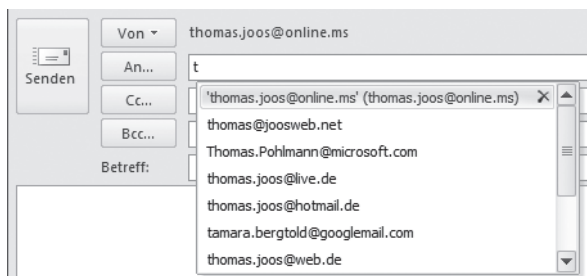 Von
thomas.joos@online.ms
Senden
An...
t
Cc...
Bcc...
Betreff:
'thomas.joos@online.ms' (thomas.joos@online.ms)
thomas@joosweb.net
Thomas.Pohlmann@microsoft.com
thomas.joos@live.de
thomas.joos@hotmail.de
tamara.bergtold@googlemail.com
thomas.joos@web.de